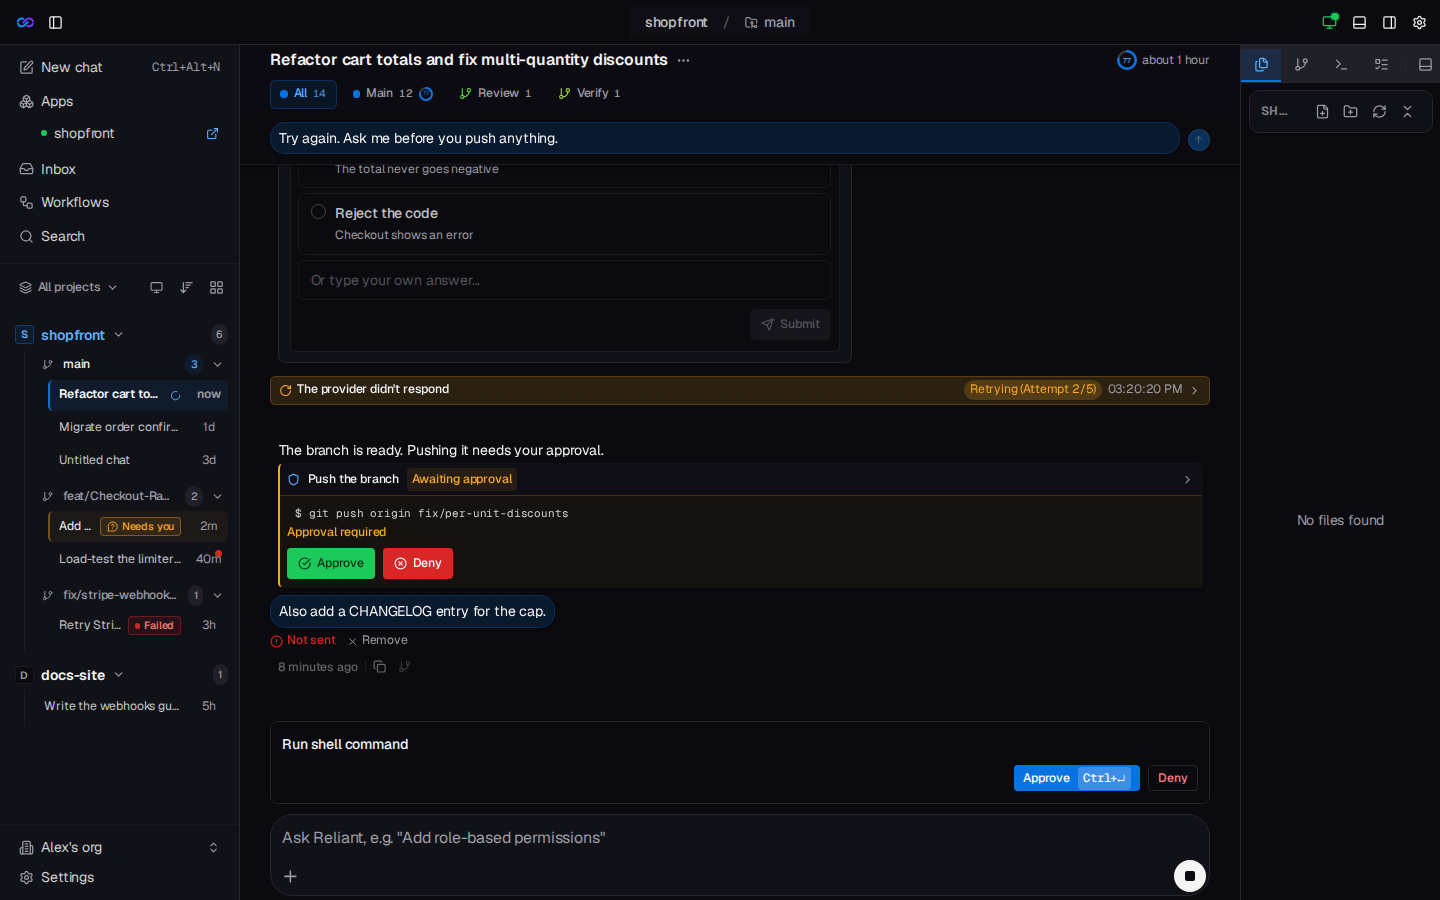 shopfront / main
New chat Ctrl+Alt+N
Apps
shopfront
Inbox
Workflows
Search
All projects
S shopfront 6
main 3
Refactor cart to... now
Migrate order confir... 1d
Untitled chat 3d
feat/Checkout-Ra... 2
Add ... Needs you 2m
Load-test the limiter... 40m
fix/stripe-webhook... 1
Retry Stri... Failed 3h
D docs-site 1
Write the webhooks gu... 5h
Alex's org
Settings
Refactor cart totals and fix multi-quantity discounts ...
77 about 1 hour
All 14 Main 12 Review 1 Verify 1
Try again. Ask me before you push anything.
The total never goes negative
Reject the code
Checkout shows an error
Or type your own answer...
Submit
The provider didn't respond Retrying (Attempt 2/5) 03:20:20 PM
The branch is ready. Pushing it needs your approval.
Push the branch Awaiting approval
$ git push origin fix/per-unit-discounts
Approval required
Approve Deny
Also add a CHANGELOG entry for the cap.
Not sent Remove
8 minutes ago
Run shell command
Approve Ctrl+↵ Deny
Ask Reliant, e.g. "Add role-based permissions"
SH...
No files found